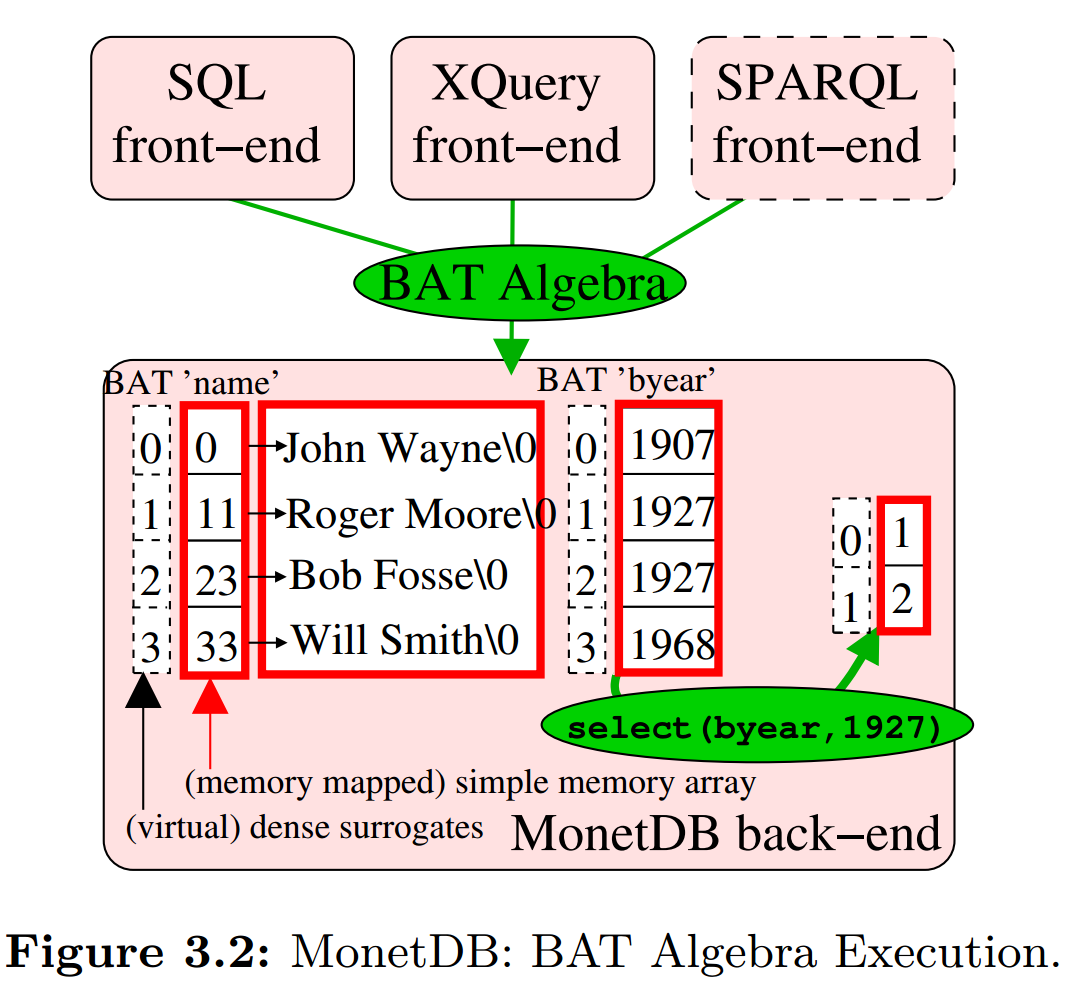 SQL
front−end
XQuery
front−end
SPARQL
front−end
BAT Algebra
BAT 'name'
0 0 John Wayne\0
1 11 Roger Moore\0
2 23 Bob Fosse\0
3 33 Will Smith\0
BAT 'byear'
0 1907
1 1927
2 1927
3 1968
0 1
1 2
select(byear,1927)
(memory mapped) simple memory array
(virtual) dense surrogates
MonetDB back−end
Figure 3.2: MonetDB: BAT Algebra Execution.